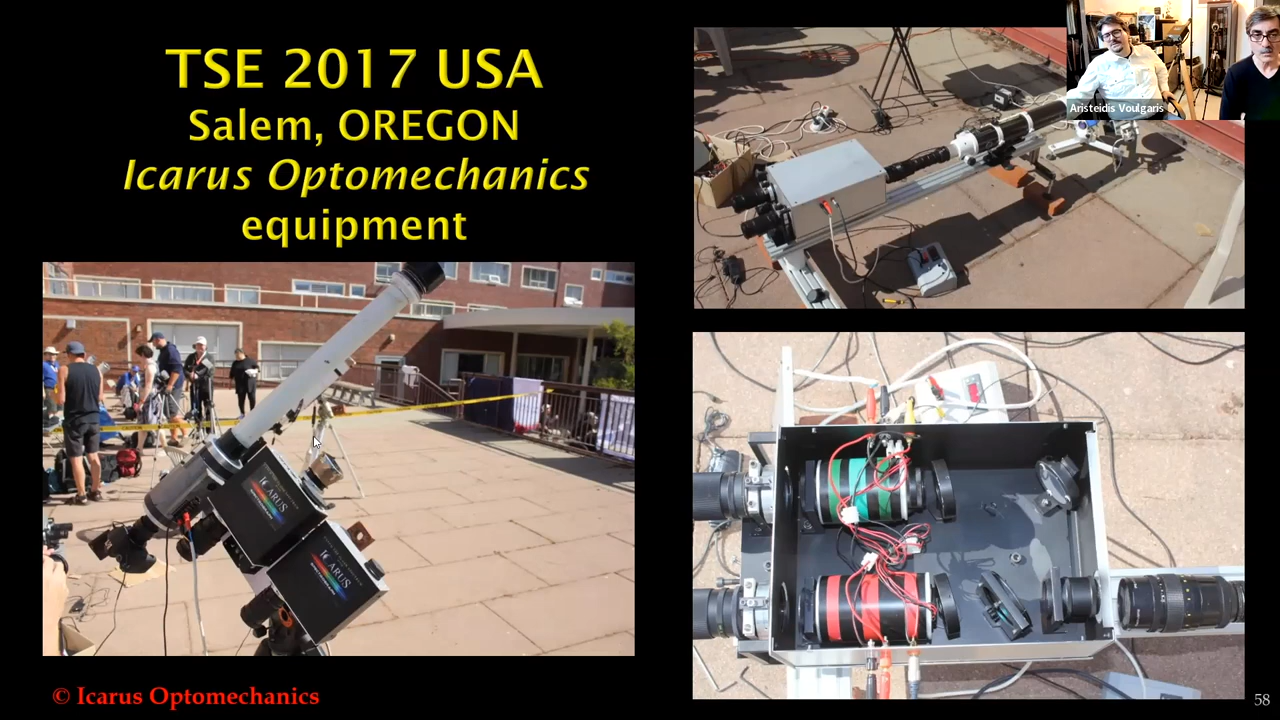 TSE 2017 USA
Salem, OREGON
Icarus Optomechanics
equipment
Aristeidis Voulgaris
ICARUS
ICARUS
© Icarus Optomechanics
58